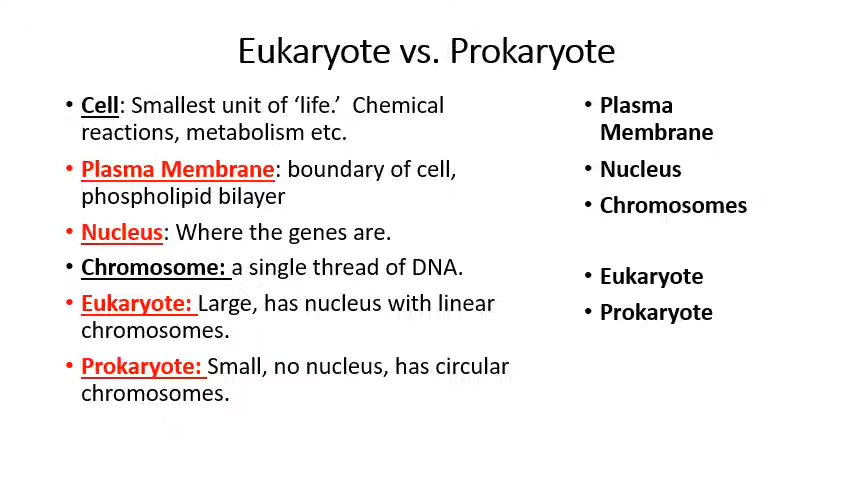 Eukaryote vs. Prokaryote
• Cell: Smallest unit of ‘life.’  Chemical
reactions, metabolism etc.
• Plasma Membrane: boundary of cell,
phospholipid bilayer
• Nucleus: Where the genes are.
• Chromosome: a single thread of DNA.
• Eukaryote: Large, has nucleus with linear
chromosomes.
• Prokaryote: Small, no nucleus, has circular
chromosomes.
• Plasma
Membrane
• Nucleus
• Chromosomes
• Eukaryote
• Prokaryote